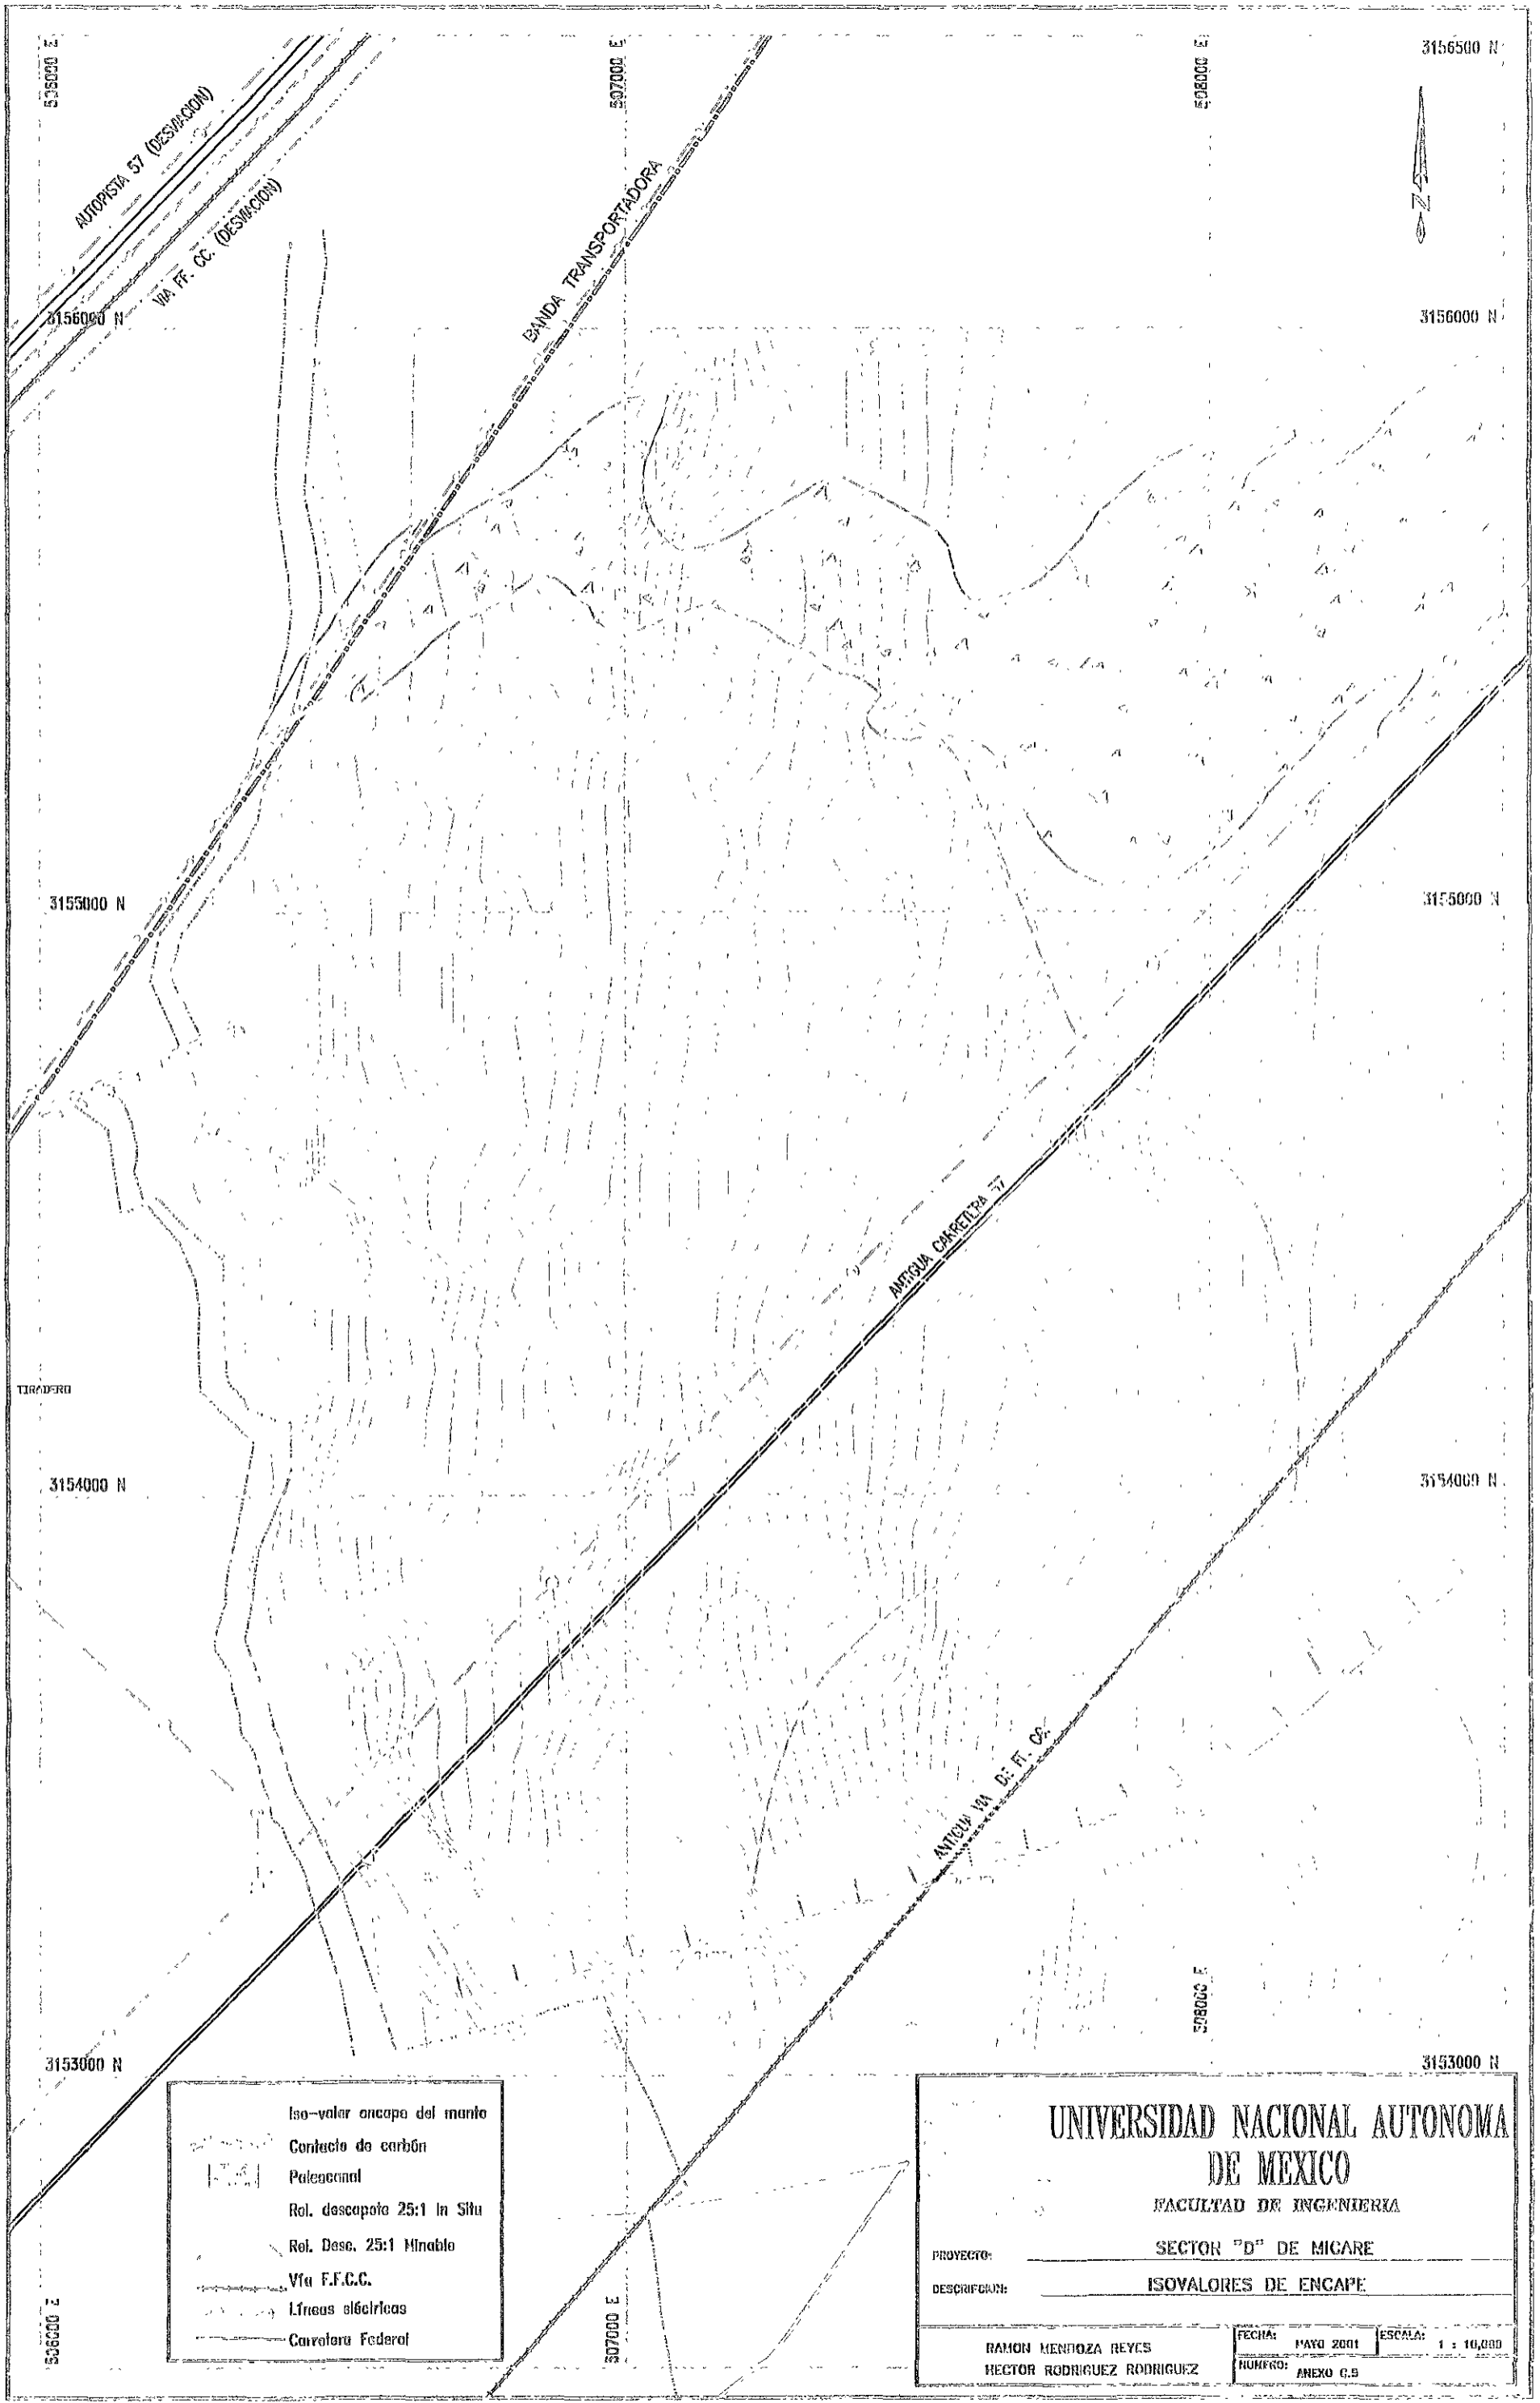 506000 E
507000 E
508000 E
3156500 N
AUTOPISTA 57 (DESVIACION)
VIA FF. CC. (DESVIACION)
BANDA TRANSPORTADORA
N
3156000 N
3156000 N
3155000 N
3155000 N
ANTIGUA CARRETERA 57
TIRADERO
3154000 N
3154000 N
ANTIGUA VIA DE FF. CC.
508000 E
3153000 N
3153000 N
Iso-valor encape del manto
Contacto de carbón
Paleocanal
Rel. descapote 25:1 In Situ
Rel. Desc. 25:1 Minable
Vía F.F.C.C.
Líneas eléctricas
Carretera Federal
506000 E
507000 E
UNIVERSIDAD NACIONAL AUTONOMA
DE MEXICO
FACULTAD DE INGENIERIA
PROYECTO: SECTOR "D" DE MICARE
DESCRIPCION: ISOVALORES DE ENCAPE
RAMON MENDOZA REYES
HECTOR RODRIGUEZ RODRIGUEZ
FECHA: MAYO 2001
ESCALA: 1 : 10,000
NUMERO: ANEXO C.5